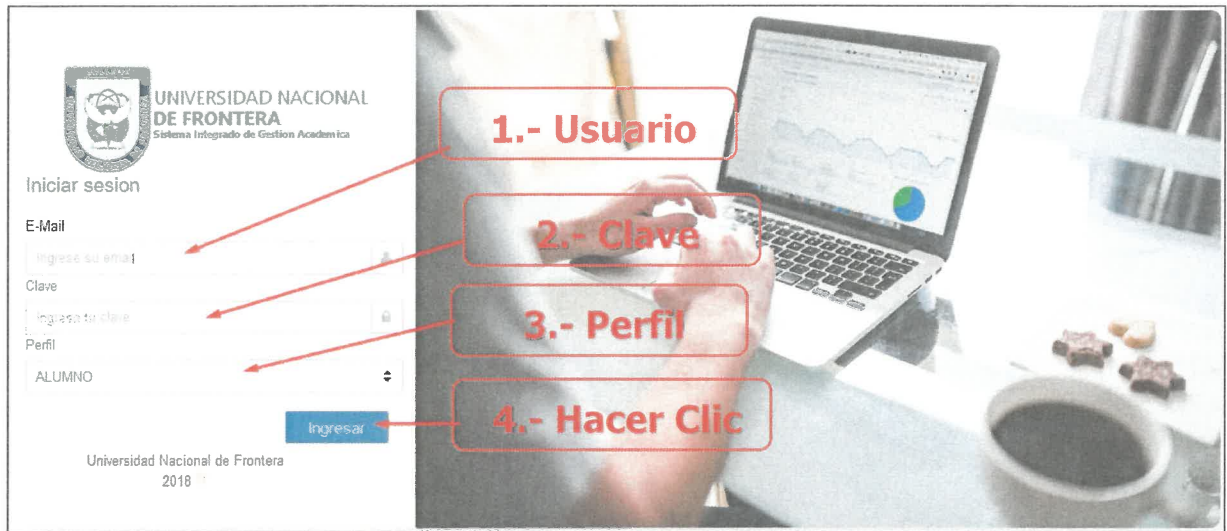 UNIVERSIDAD NACIONAL
DE FRONTERA
Sistema Integrado de Gestion Academica
Iniciar sesion
E-Mail
Ingrese su email
Clave
Ingrese tu clave
Perfil
ALUMNO
Ingresar
Universidad Nacional de Frontera
2018
1.- Usuario
2.- Clave
3.- Perfil
4.- Hacer Clic